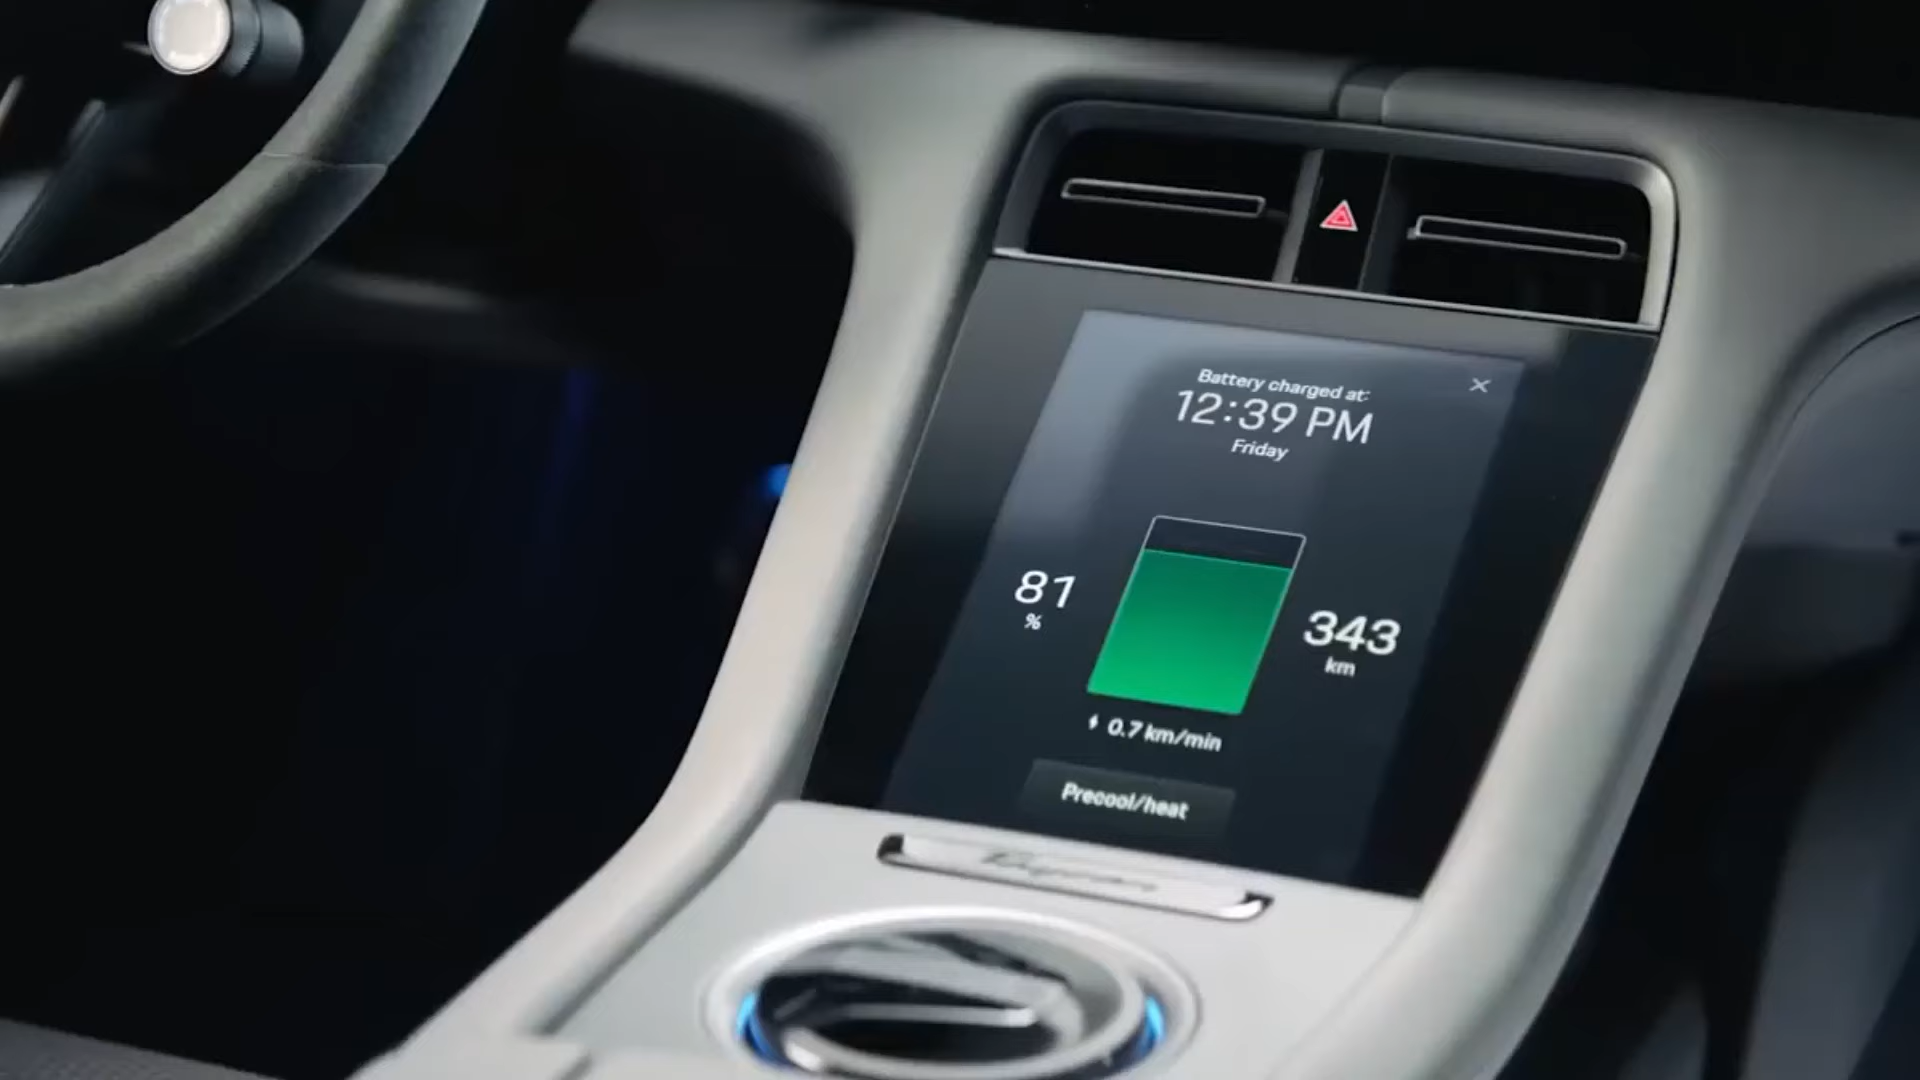 Battery charged at:
12:39 PM
Friday
81
%
343
km
0.7 km/min
Precool/heat